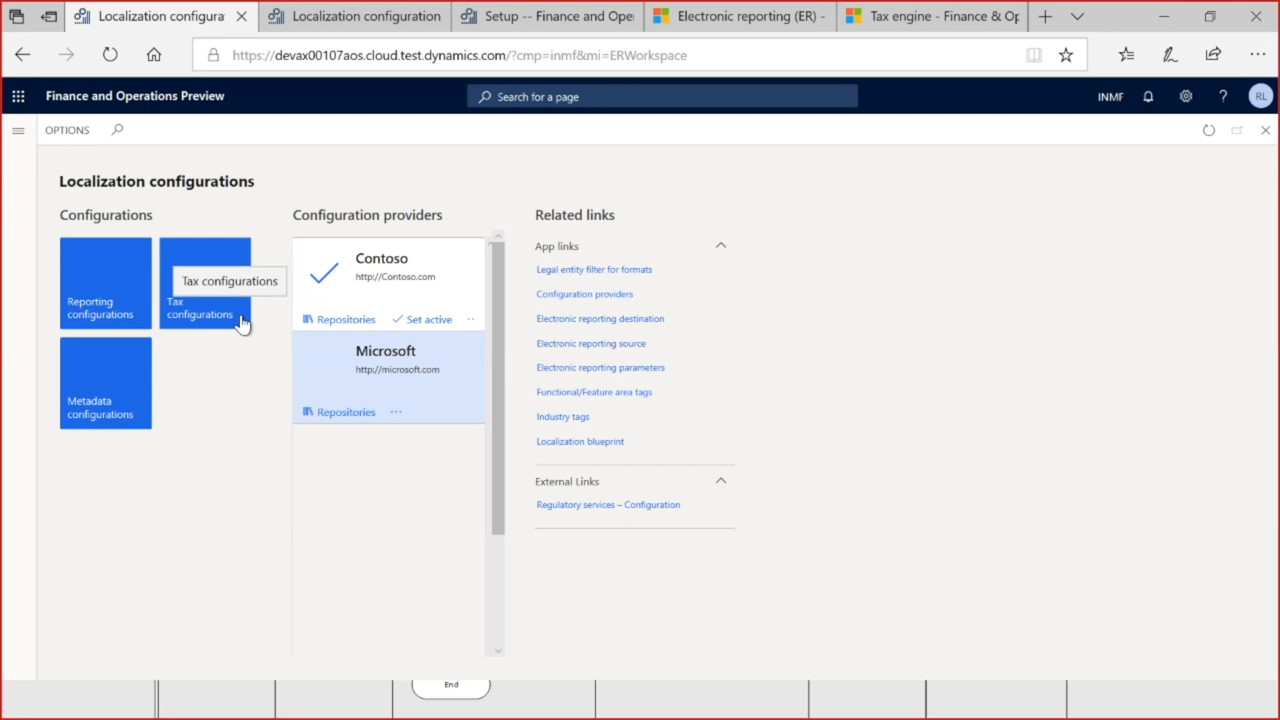 Localization configura
Localization configuration
Setup -- Finance and Ope
Electronic reporting (ER) -
Tax engine - Finance & Op
https://devax00107aos.cloud.test.dynamics.com/?cmp=inmf&mi=ERWorkspace
Finance and Operations Preview
Search for a page
INMF
?
RL
OPTIONS
Localization configurations
Configurations
Configuration providers
Related links
Reporting
configurations
Tax configurations
Tax
configurations
Metadata
configurations
Contoso
http://Contoso.com
Repositories
Set active
Microsoft
http://microsoft.com
Repositories
App links
Legal entity filter for formats
Configuration providers
Electronic reporting destination
Electronic reporting source
Electronic reporting parameters
Functional/Feature area tags
Industry tags
Localization blueprint
External Links
Regulatory services – Configuration
End